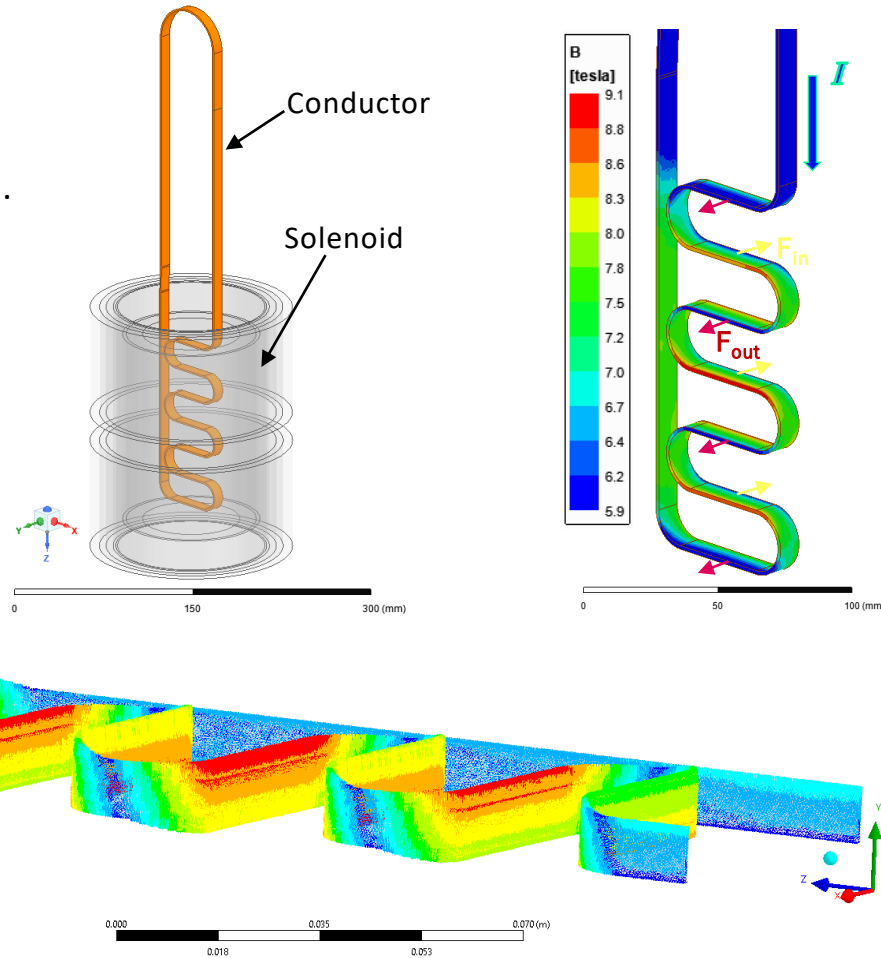 Conductor
.
Solenoid
Y
X
Z
0
150
300 (mm)
B
[tesla]
9.1
8.8
8.6
8.3
8.0
7.8
7.5
7.2
7.0
6.7
6.4
6.2
5.9
I
Fin
Fout
0
50
100 (mm
0.000
0.035
0.070 (m)
0.018
0.053
Y
Z
X